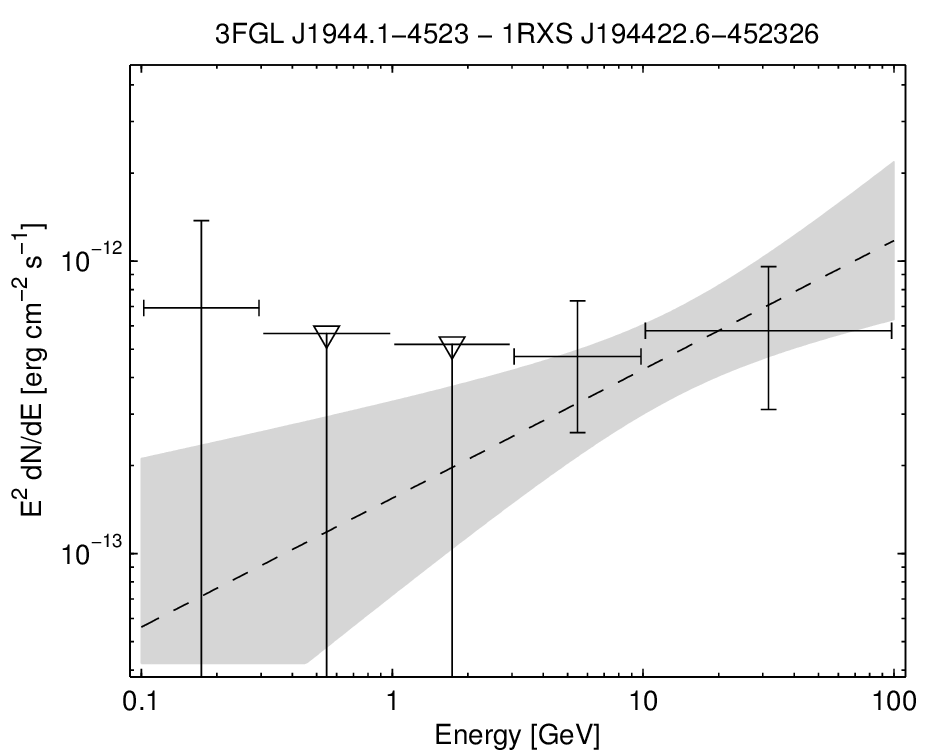 3FGL J1944.1−4523 − 1RXS J194422.6−452326
E² dN/dE [erg cm⁻² s⁻¹]
10⁻¹²
10⁻¹³
0.1 1 10 100
Energy [GeV]